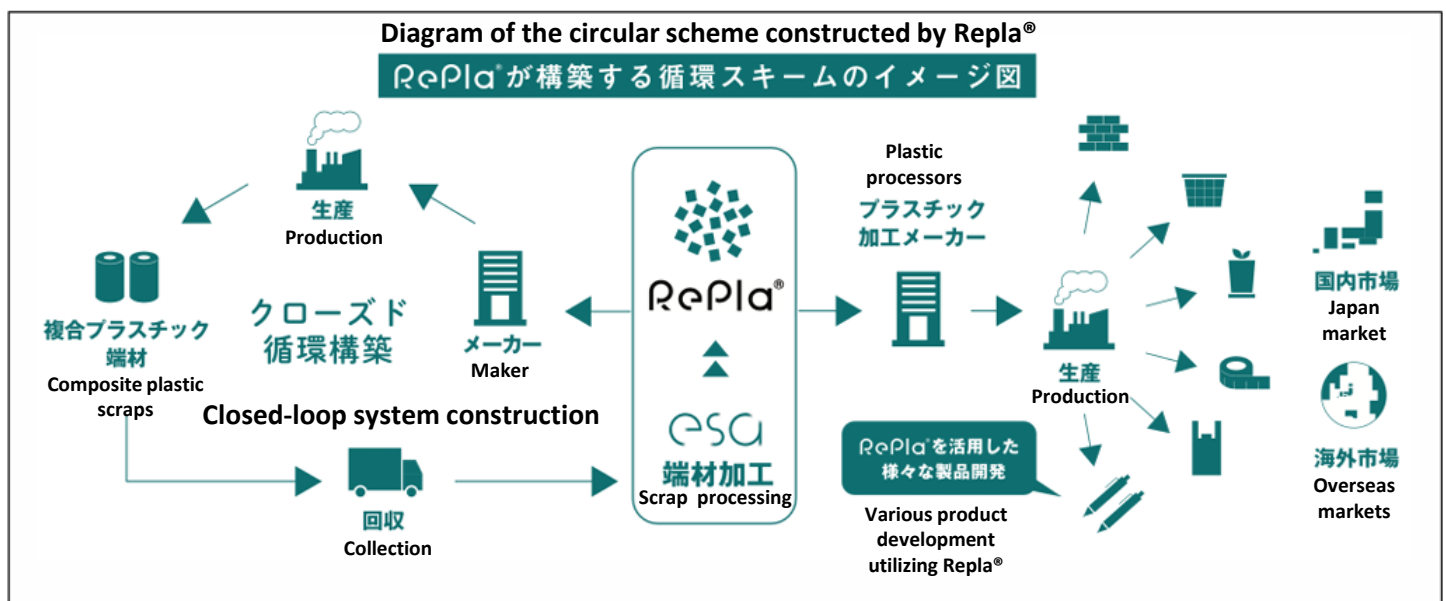 Diagram of the circular scheme constructed by Repla®
RePla®が構築する循環スキームのイメージ図
生産
Production
複合プラスチック
端材
Composite plastic
scraps
クローズド
循環構築
Closed-loop system construction
メーカー
Maker
回収
Collection
RePla®
esa
端材加工
Scrap processing
Plastic
processors
プラスチック
加工メーカー
生産
Production
RePla®を活用した
様々な製品開発
Various product
development
utilizing Repla®
国内市場
Japan
market
海外市場
Overseas
markets